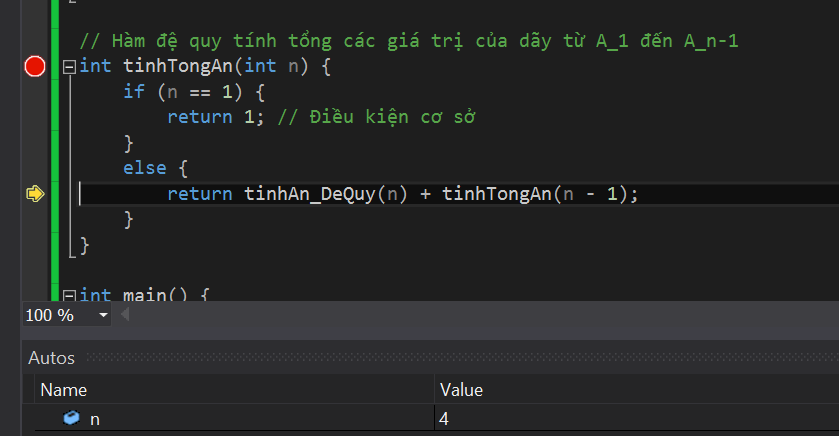 // Hàm đệ quy tính tổng các giá trị của dãy từ A_1 đến A_n-1
int tinhTongAn(int n) {
if (n == 1) {
return 1; // Điều kiện cơ sở
}
else {
return tinhAn_DeQuy(n) + tinhTongAn(n - 1);
}
}
int main() {
100 %
Autos
Name Value
n 4